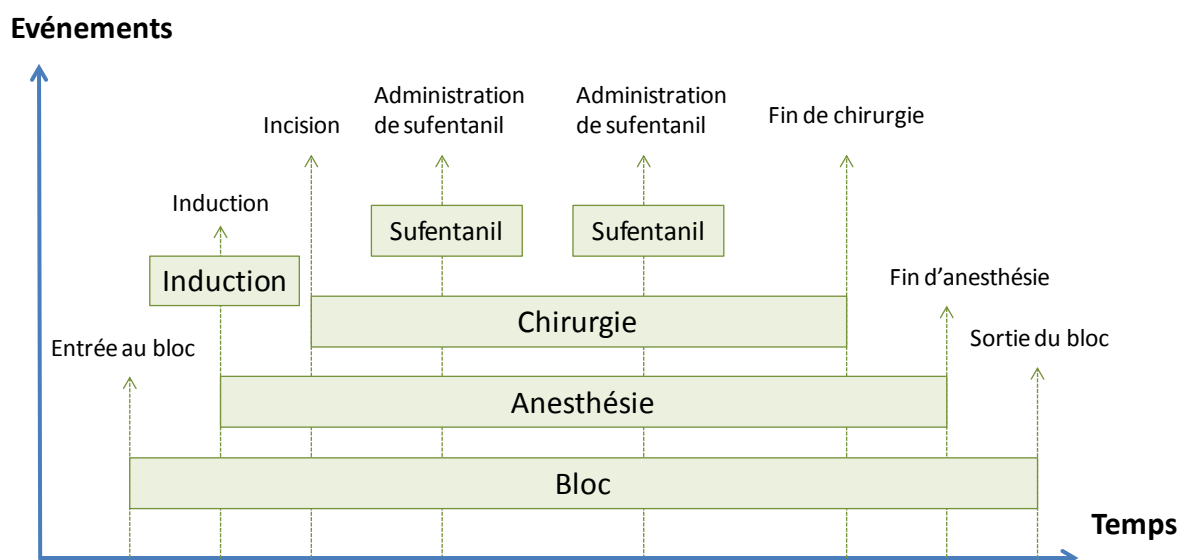 Evénements
Administration
de sufentanil
Administration
de sufentanil
Incision
Fin de chirurgie
Induction
Sufentanil
Sufentanil
Induction
Fin d’anesthésie
Chirurgie
Entrée au bloc
Sortie du bloc
Anesthésie
Bloc
Temps